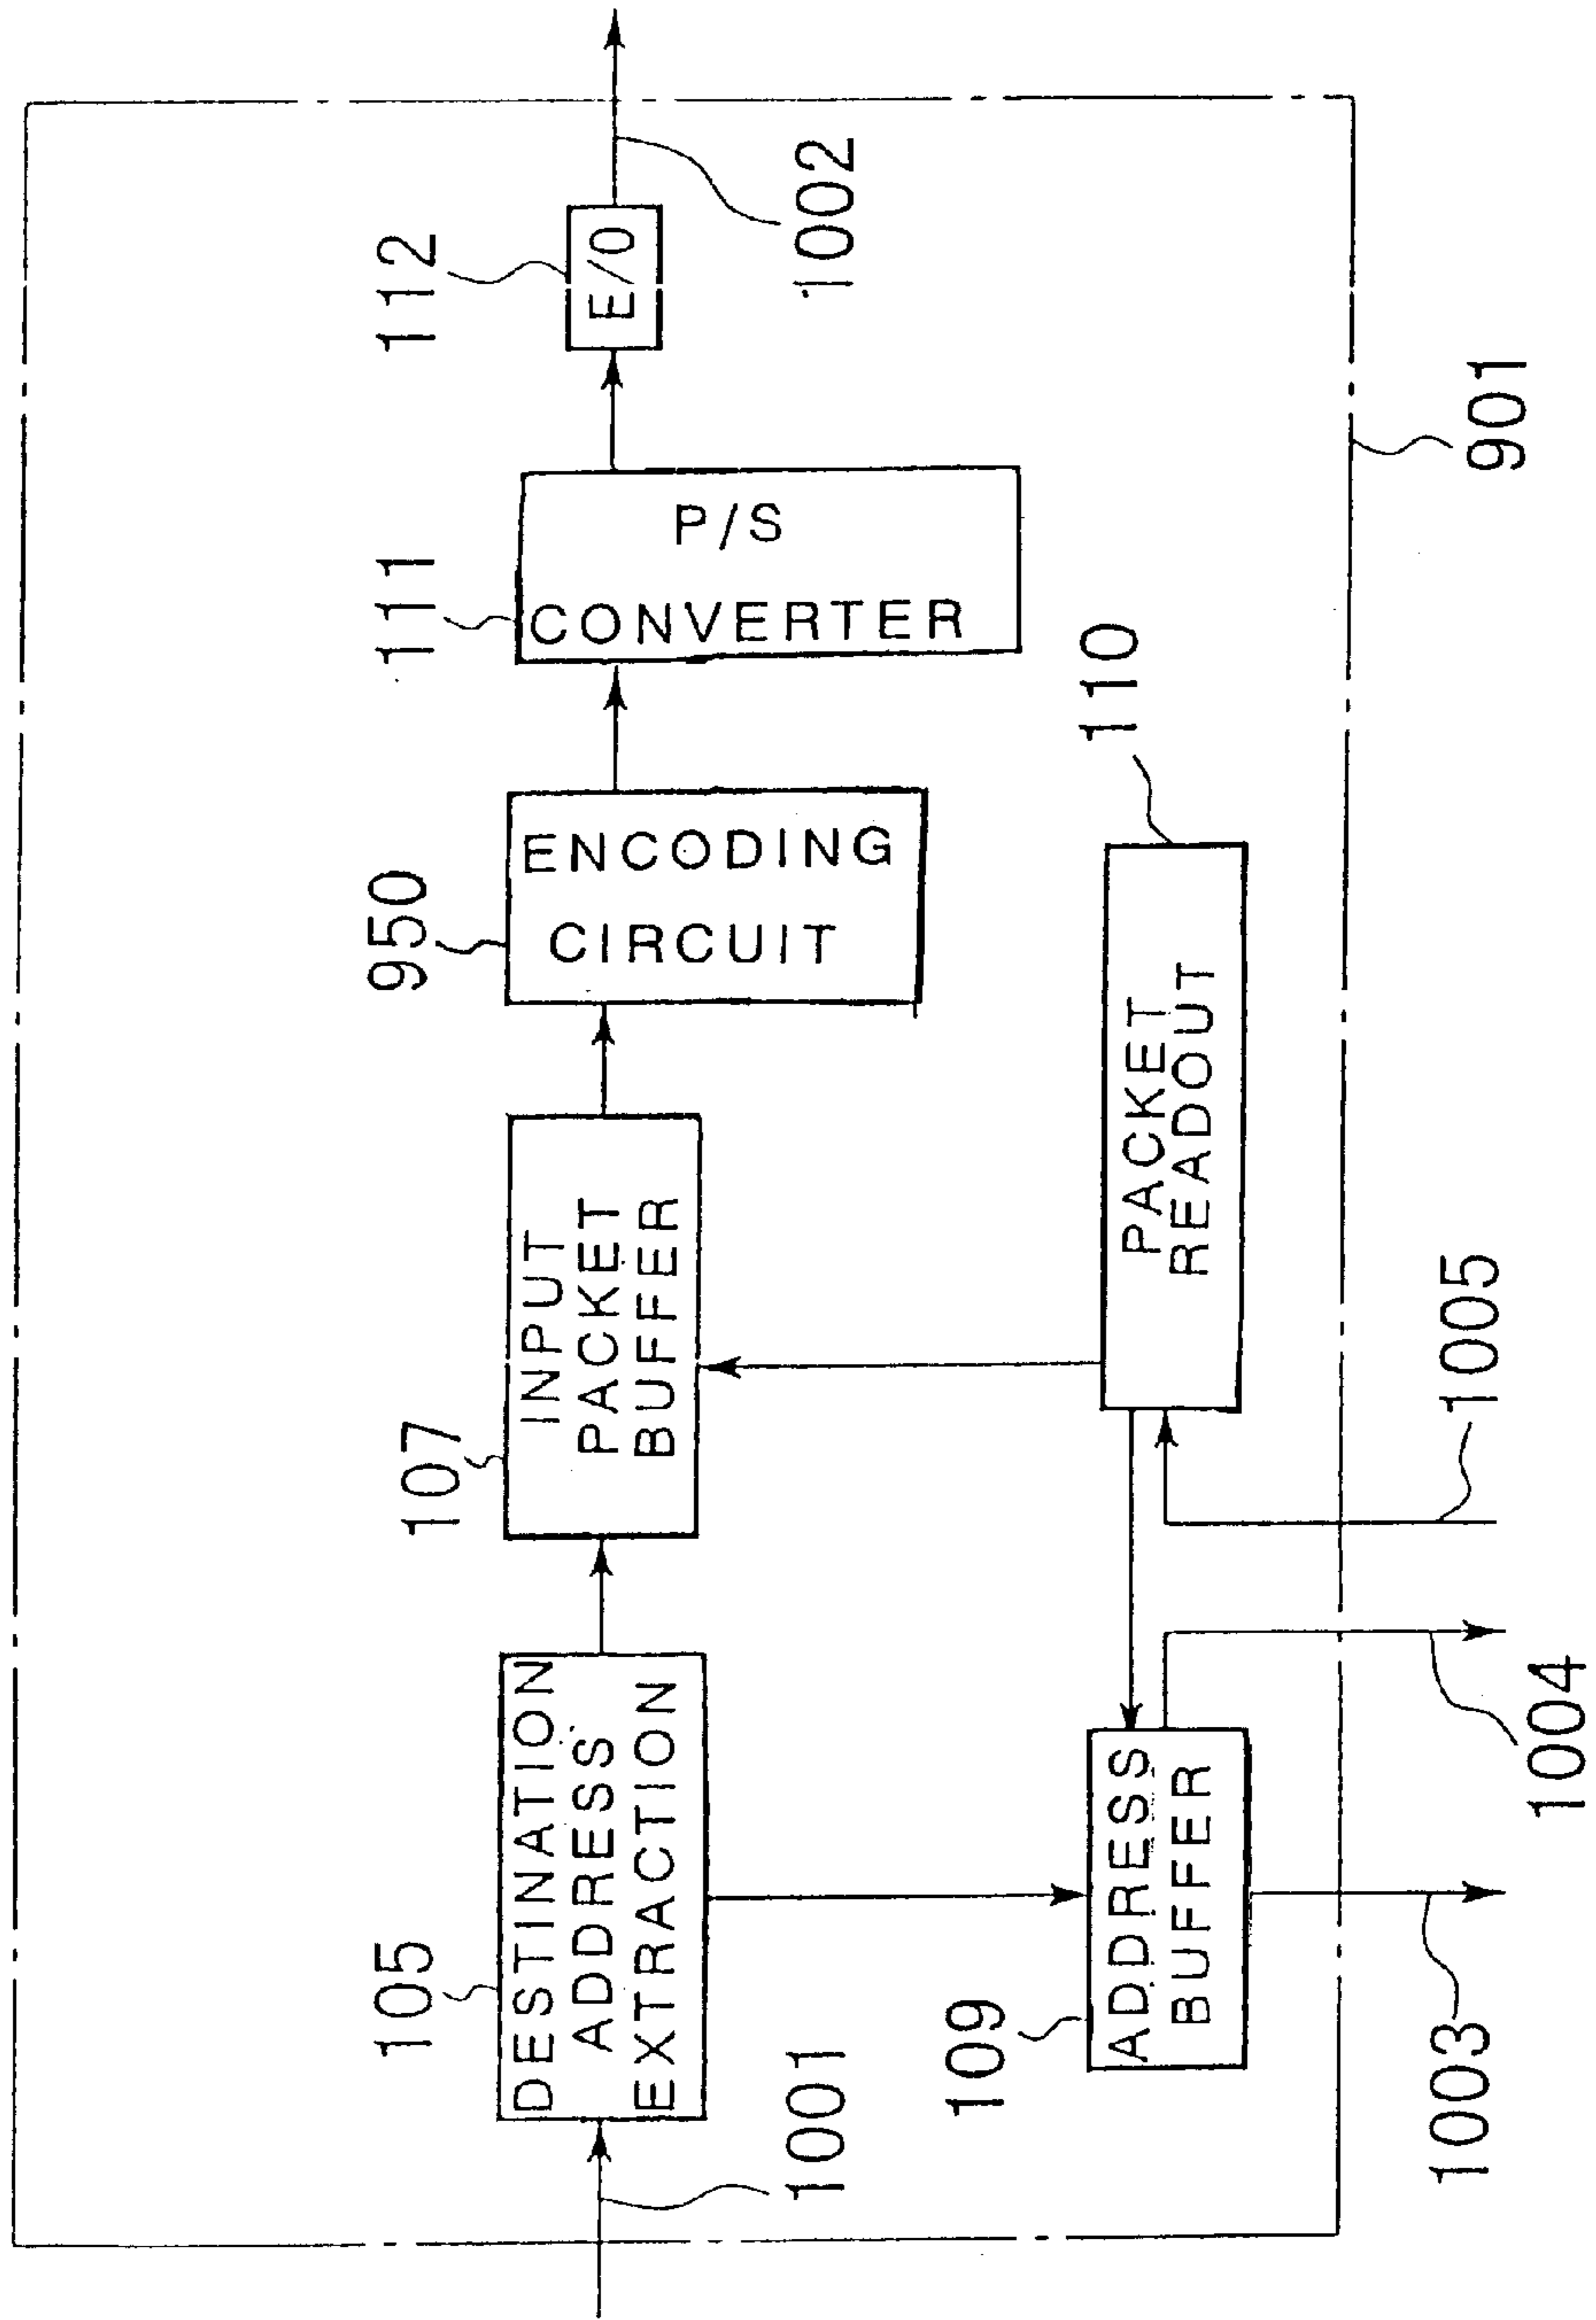 112
E/O
1002
111
P/S
CONVERTER
950
ENCODING
CIRCUIT
110
PACKET
READOUT
901
107
INPUT
PACKET
BUFFER
1005
105
DESTINATION
ADDRESS
EXTRACTION
1001
109
ADDRESS
BUFFER
1004
1003